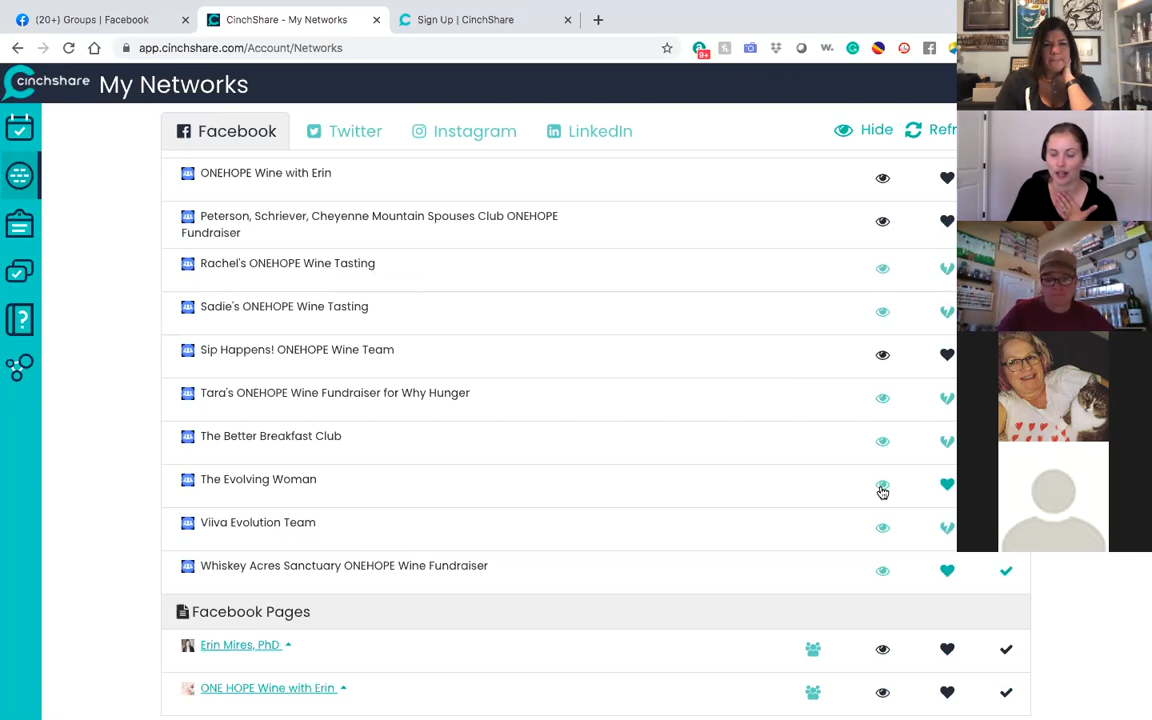 (20+) Groups | Facebook
CinchShare - My Networks
Sign Up | CinchShare
app.cinchshare.com/Account/Networks
9+
W.
cinchshare
My Networks
Facebook
Twitter
Instagram
LinkedIn
Hide
Refr
ONEHOPE Wine with Erin
Peterson, Schriever, Cheyenne Mountain Spouses Club ONEHOPE
Fundraiser
Rachel's ONEHOPE Wine Tasting
Sadie's ONEHOPE Wine Tasting
Sip Happens! ONEHOPE Wine Team
Tara's ONEHOPE Wine Fundraiser for Why Hunger
The Better Breakfast Club
The Evolving Woman
Viiva Evolution Team
Whiskey Acres Sanctuary ONEHOPE Wine Fundraiser
Facebook Pages
Erin Mires, PhD
ONE HOPE Wine with Erin